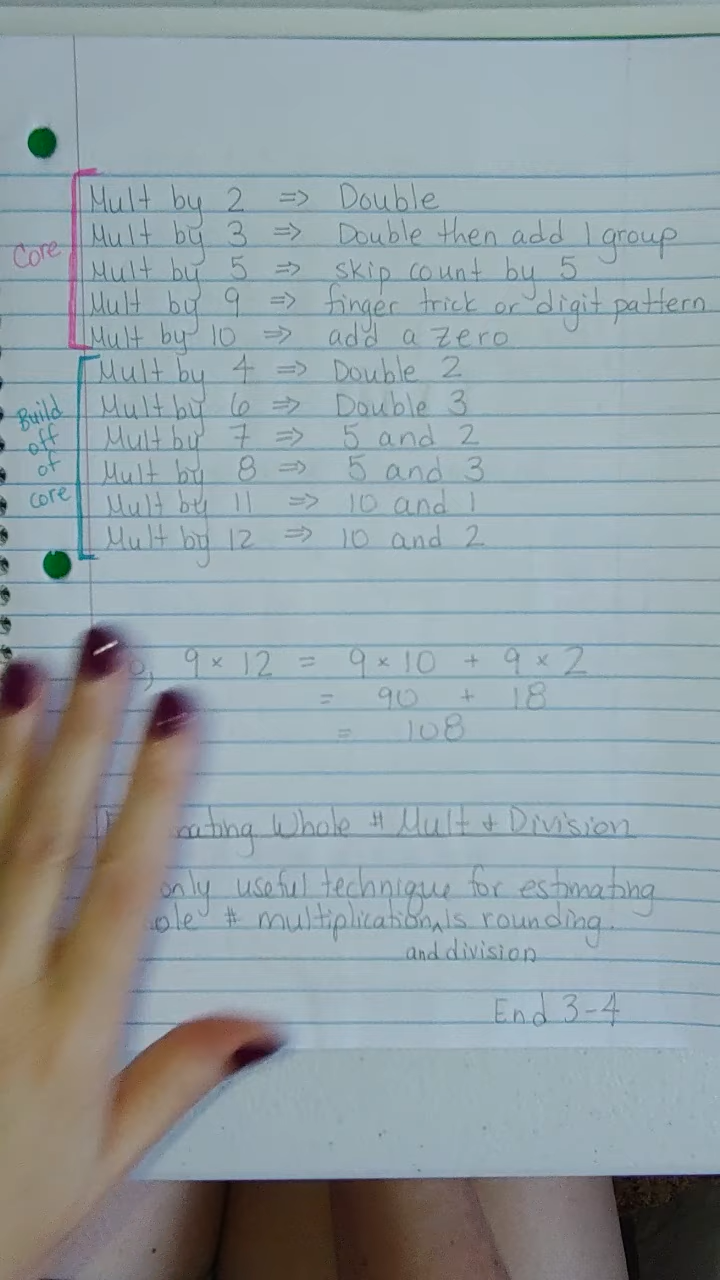 Core
Mult by 2 => Double
Mult by 3 => Double then add 1 group
Mult by 5 => skip count by 5
Mult by 9 => finger trick or digit pattern
Mult by 10 => add a zero
Build
off
of
core
Mult by 4 => Double 2
Mult by 6 => Double 3
Mult by 7 => 5 and 2
Mult by 8 => 5 and 3
Mult by 11 => 10 and 1
Mult by 12 => 10 and 2
9 × 12 = 9 × 10 + 9 × 2
= 90 + 18
= 108
Whole # Mult + Division
only useful technique for estimating
# multiplication ^ is rounding.
and division
End 3-4